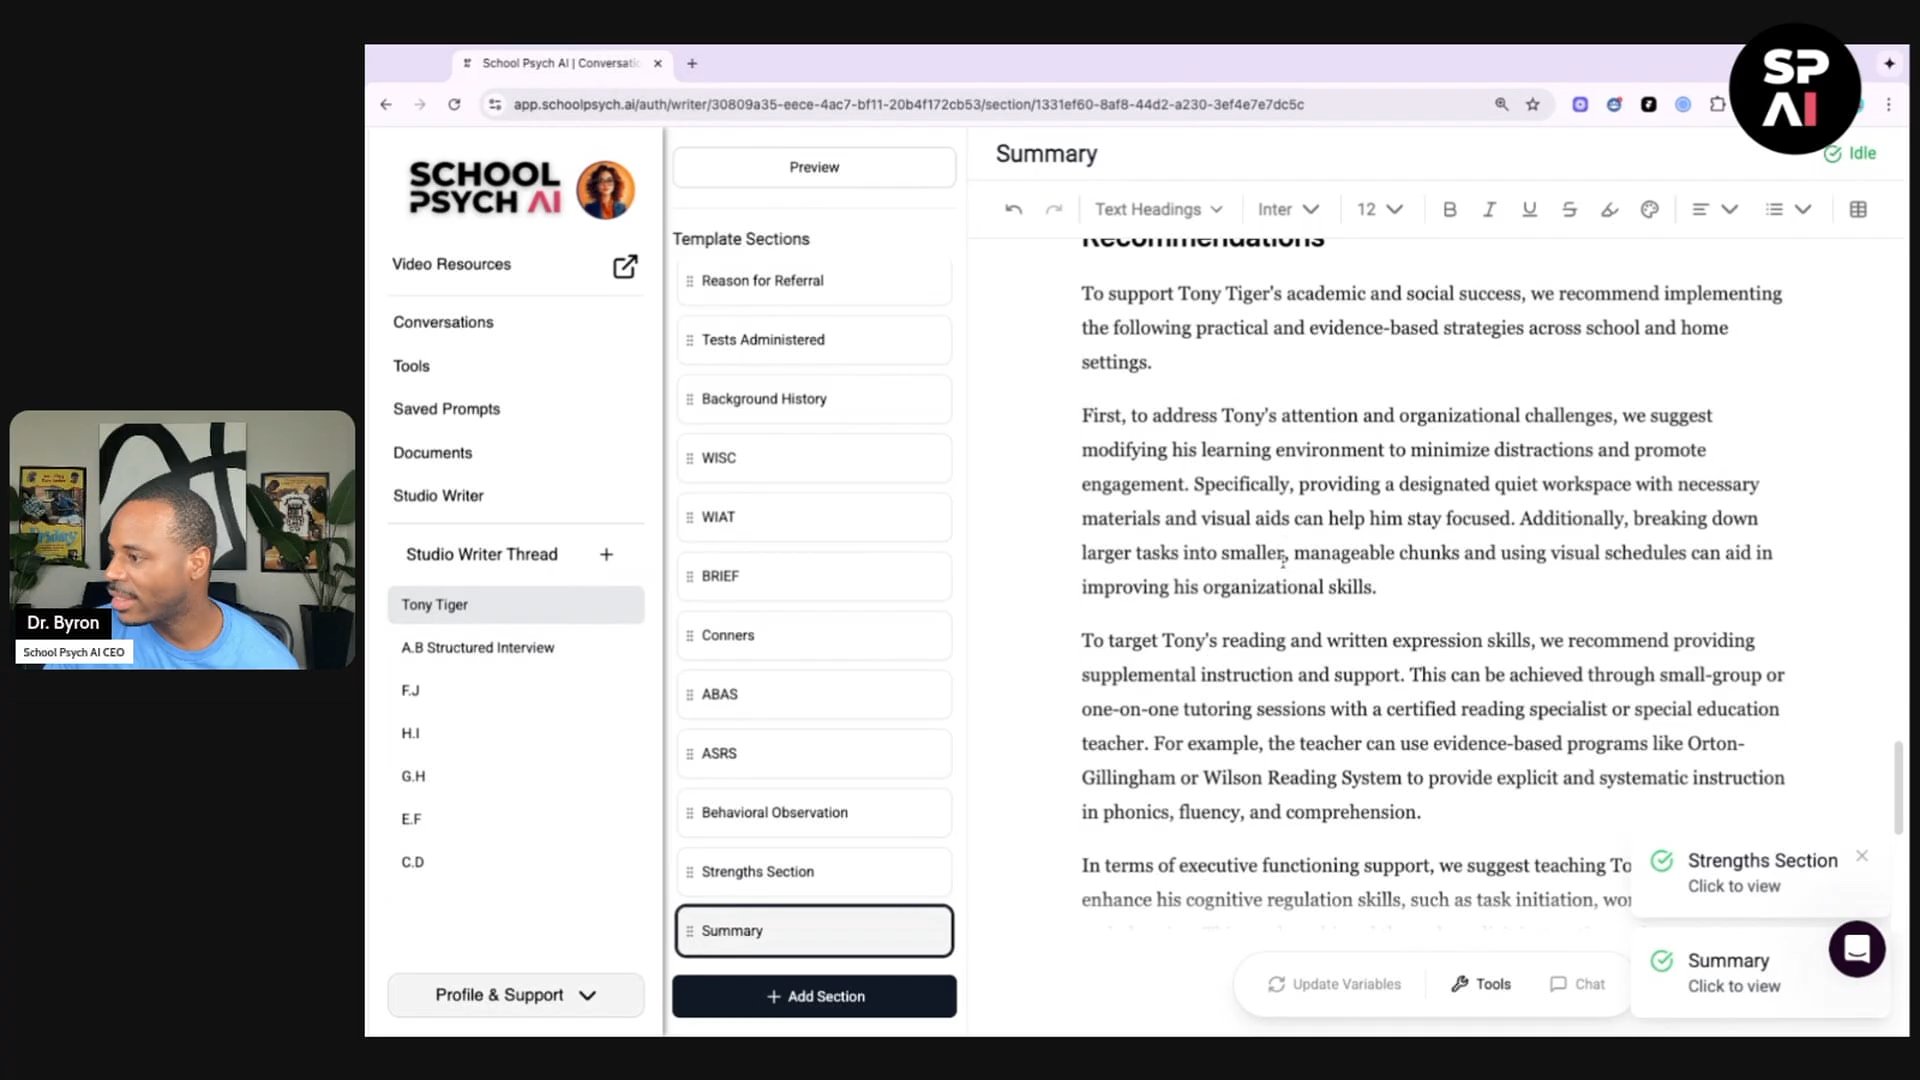 School Psych AI | Conversatio
app.schoolpsych.ai/auth/writer/30809a35-eece-4ac7-bf11-20b4f172cb53/section/1331ef60-8af8-44d2-a230-3ef4e7e7dc5c
SP
AI
SCHOOL
PSYCH AI
Video Resources
Conversations
Tools
Saved Prompts
Documents
Studio Writer
Studio Writer Thread
Tony Tiger
A.B Structured Interview
F.J
H.I
G.H
E.F
C.D
Profile & Support
Preview
Template Sections
Reason for Referral
Tests Administered
Background History
WISC
WIAT
BRIEF
Conners
ABAS
ASRS
Behavioral Observation
Strengths Section
Summary
+ Add Section
Summary
Idle
Text Headings
Inter
12
B I U S
Recommendations
To support Tony Tiger's academic and social success, we recommend implementing
the following practical and evidence-based strategies across school and home
settings.
First, to address Tony's attention and organizational challenges, we suggest
modifying his learning environment to minimize distractions and promote
engagement. Specifically, providing a designated quiet workspace with necessary
materials and visual aids can help him stay focused. Additionally, breaking down
larger tasks into smaller, manageable chunks and using visual schedules can aid in
improving his organizational skills.
To target Tony's reading and written expression skills, we recommend providing
supplemental instruction and support. This can be achieved through small-group or
one-on-one tutoring sessions with a certified reading specialist or special education
teacher. For example, the teacher can use evidence-based programs like Orton-
Gillingham or Wilson Reading System to provide explicit and systematic instruction
in phonics, fluency, and comprehension.
In terms of executive functioning support, we suggest teaching To
enhance his cognitive regulation skills, such as task initiation, wor
Update Variables
Tools
Chat
Strengths Section
Click to view
Summary
Click to view
Dr. Byron
School Psych AI CEO